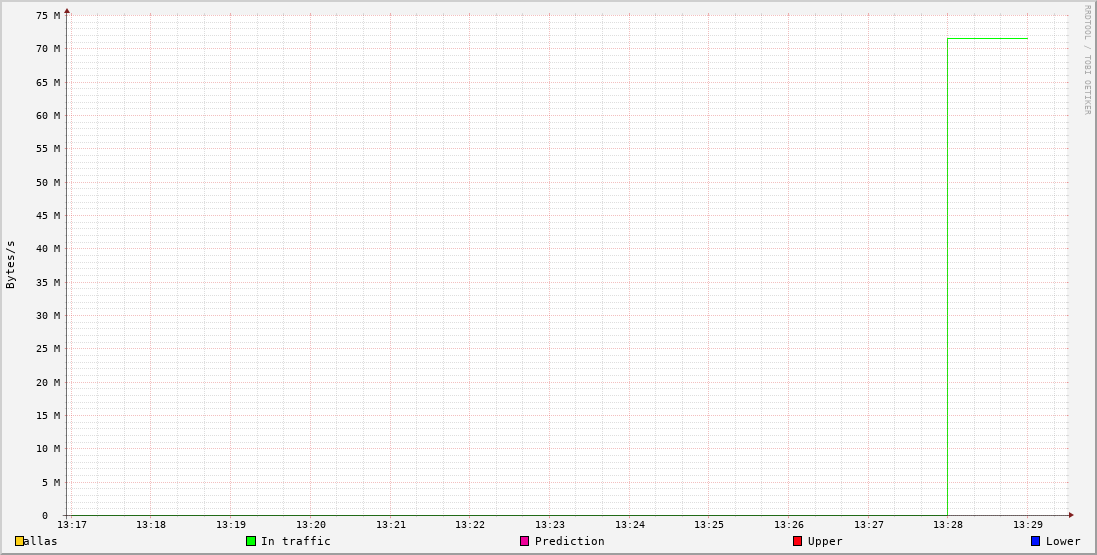 75 M
70 M
65 M
60 M
55 M
50 M
45 M
40 M
35 M
30 M
25 M
20 M
15 M
10 M
5 M
0
Bytes/s
13:17 13:18 13:19 13:20 13:21 13:22 13:23 13:24 13:25 13:26 13:27 13:28 13:29
allas In traffic Prediction Upper Lower
RRDTOOL / TOBI OETIKER